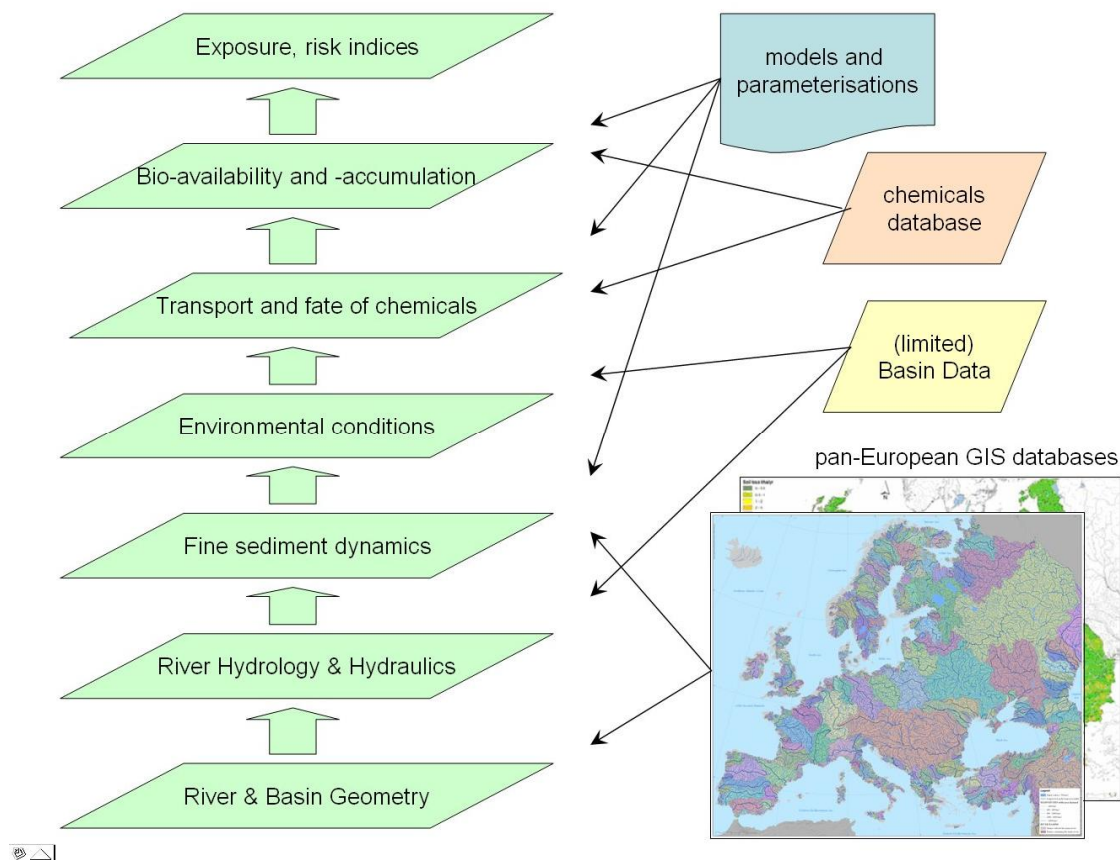 Exposure, risk indices
models and
parameterisations
Bio-availability and -accumulation
chemicals
database
Transport and fate of chemicals
(limited)
Basin Data
Environmental conditions
pan-European GIS databases
Fine sediment dynamics
River Hydrology & Hydraulics
River & Basin Geometry